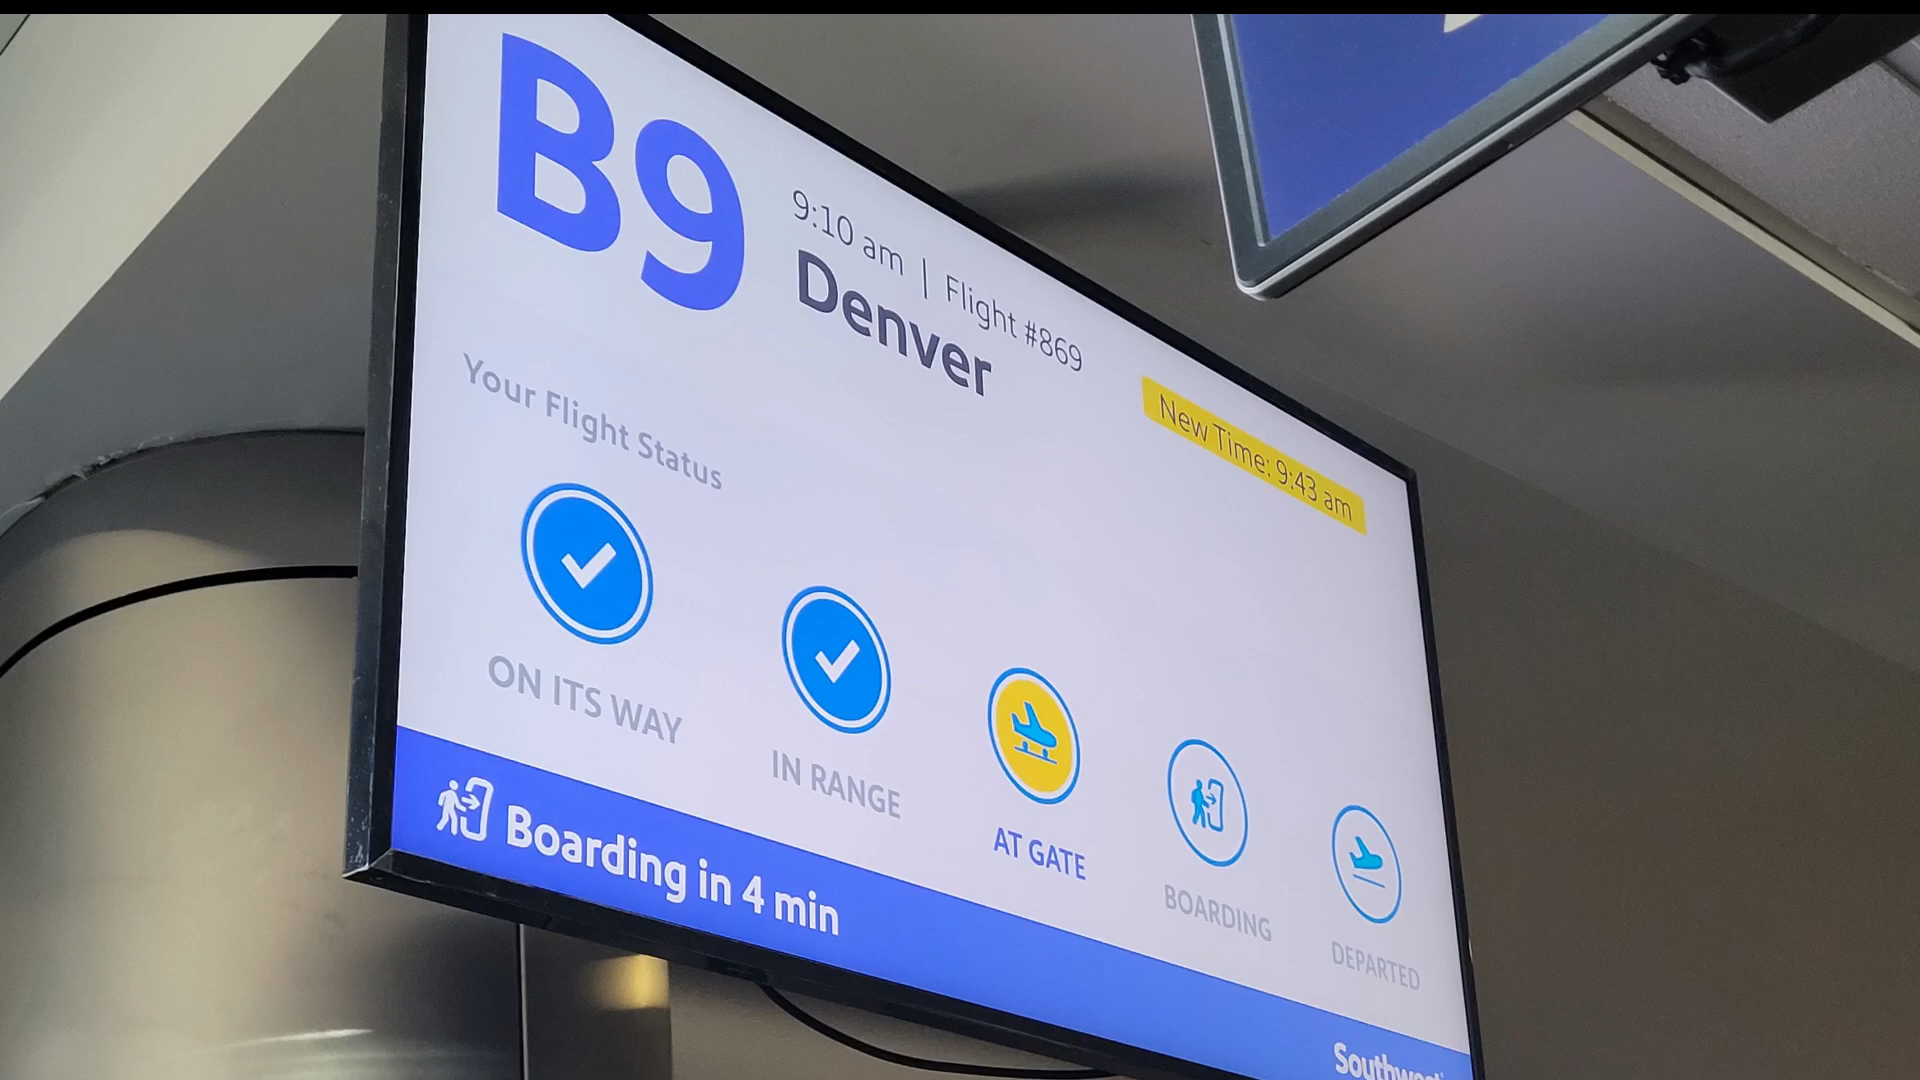 B9
9:10 am | Flight #869
Denver
New Time: 9:43 am
Your Flight Status
ON ITS WAY
IN RANGE
AT GATE
BOARDING
DEPARTED
Boarding in 4 min
Southwest